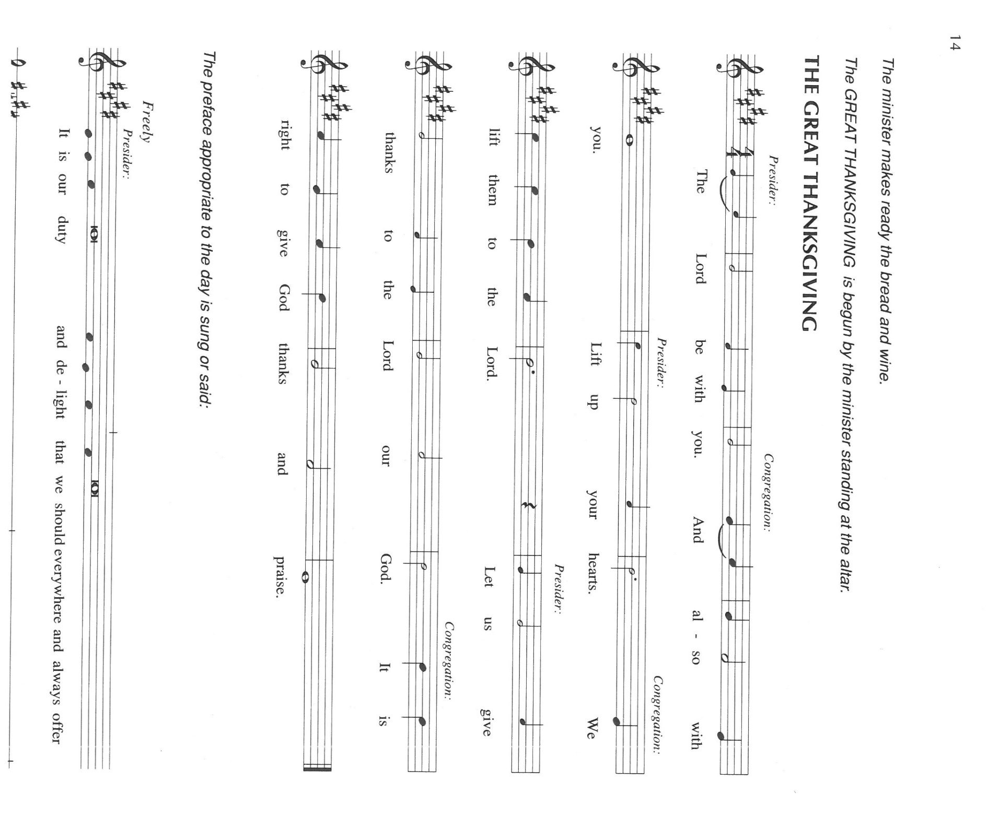 14
The minister makes ready the bread and wine.
The GREAT THANKSGIVING is begun by the minister standing at the altar.
THE GREAT THANKSGIVING
Presider: Congregation:
The Lord be with you. And al - so with
Presider: Congregation:
you. Lift up your hearts. We
Presider:
lift them to the Lord. Let us give
Congregation:
thanks to the Lord our God. It is
right to give God thanks and praise.
The preface appropriate to the day is sung or said:
Freely
Presider:
It is our duty and de - light that we should everywhere and always offer